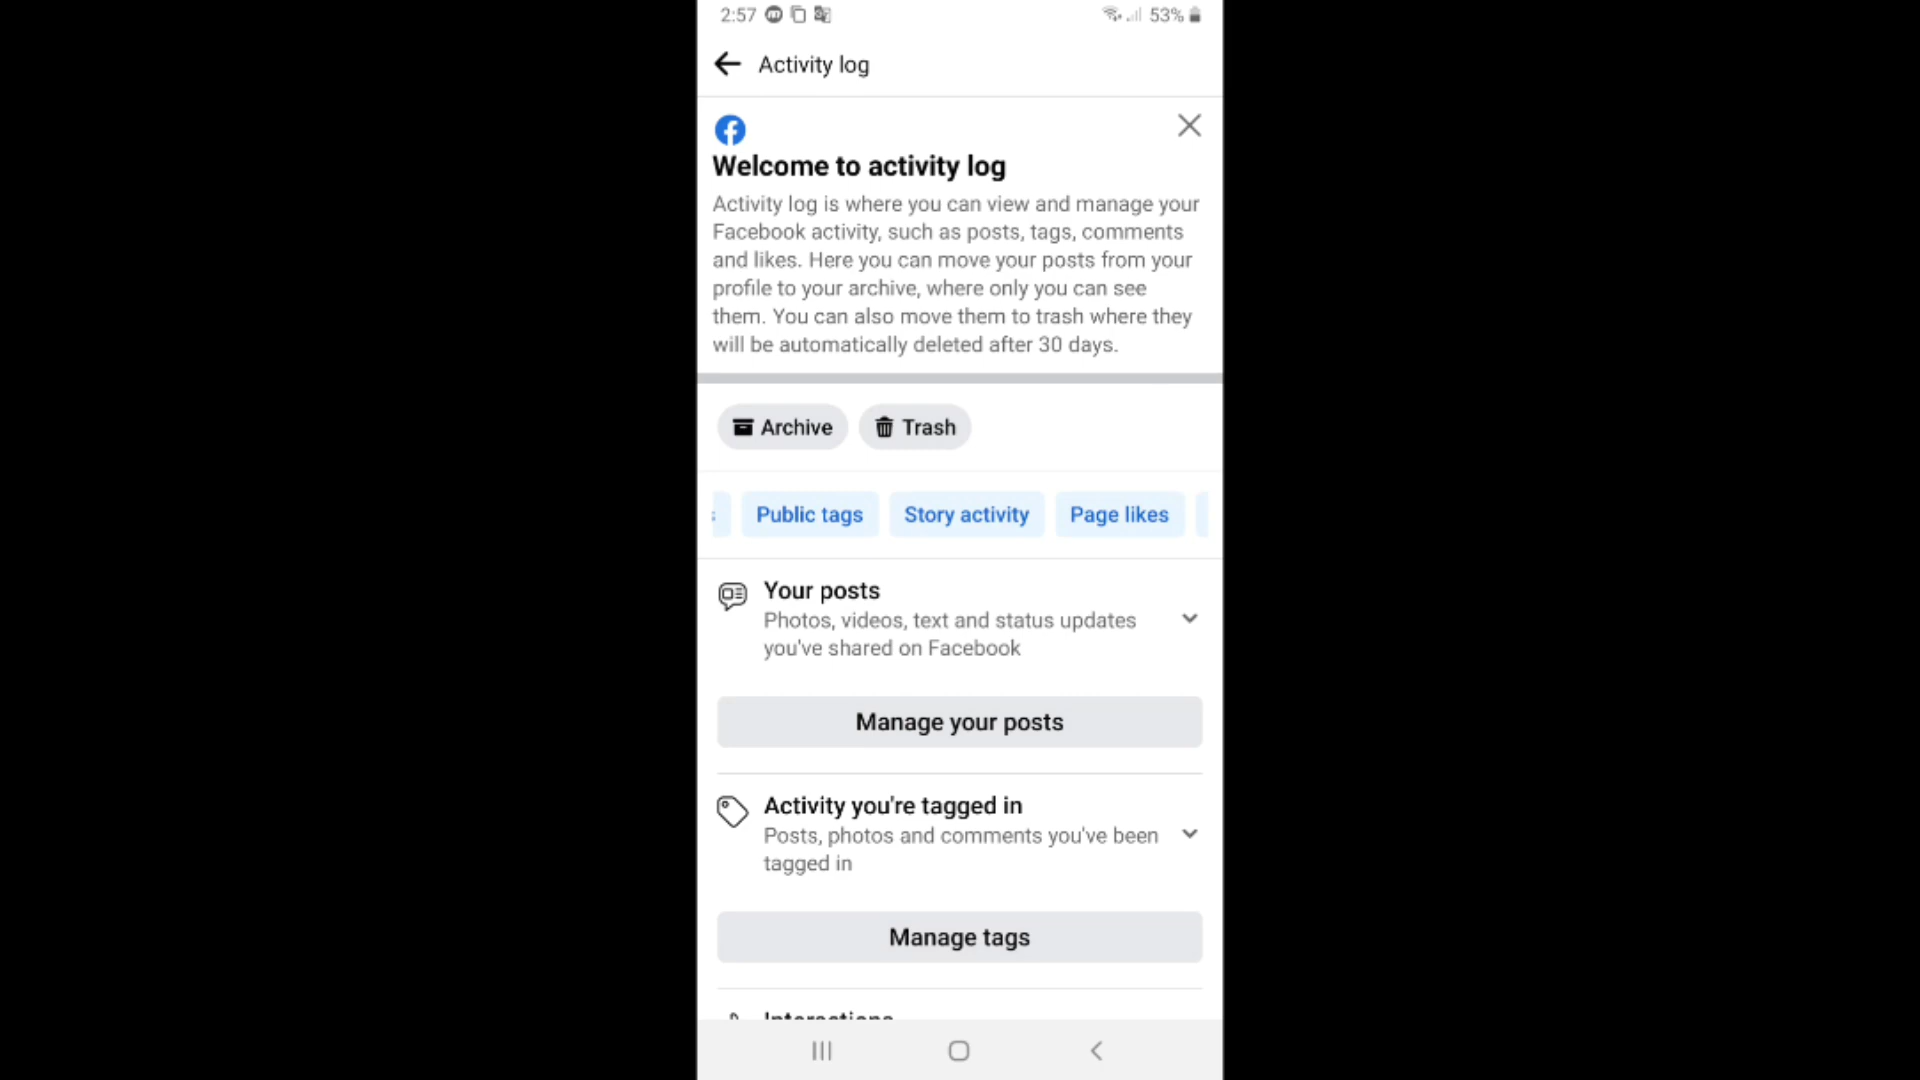 2:57
53%
Activity log
Welcome to activity log
Activity log is where you can view and manage your
Facebook activity, such as posts, tags, comments
and likes. Here you can move your posts from your
profile to your archive, where only you can see
them. You can also move them to trash where they
will be automatically deleted after 30 days.
Archive
Trash
Public tags
Story activity
Page likes
Your posts
Photos, videos, text and status updates
you've shared on Facebook
Manage your posts
Activity you're tagged in
Posts, photos and comments you've been
tagged in
Manage tags
Interactions